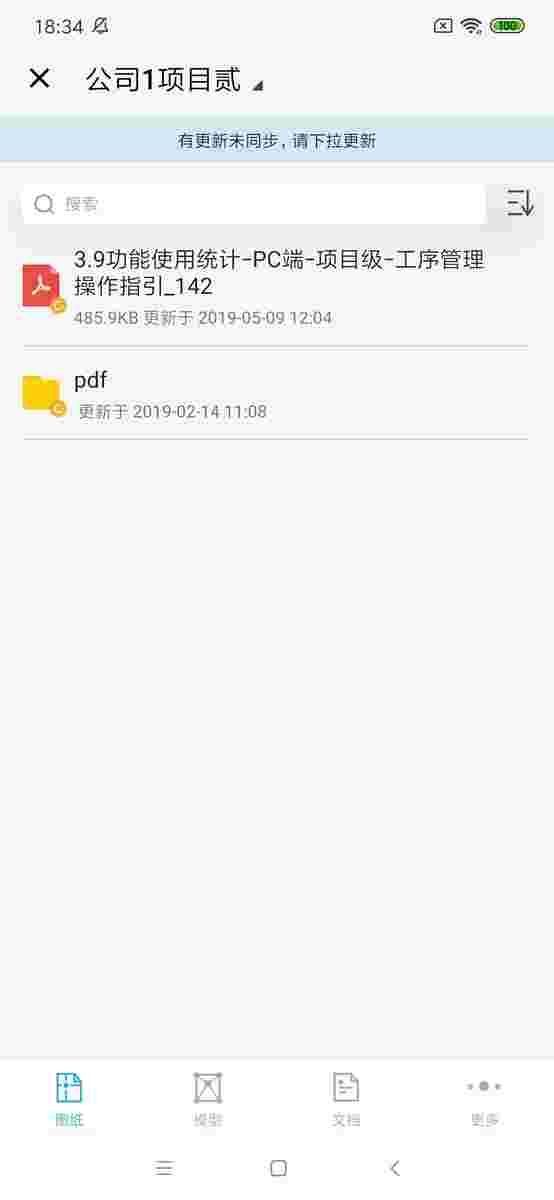 18:34
100
公司1项目贰
有更新未同步，请下拉更新
搜索
3.9功能使用统计-PC端-项目级-工序管理
操作指引_142
485.9KB 更新于 2019-05-09 12:04
pdf
更新于 2019-02-14 11:08
图纸
模型
文档
更多